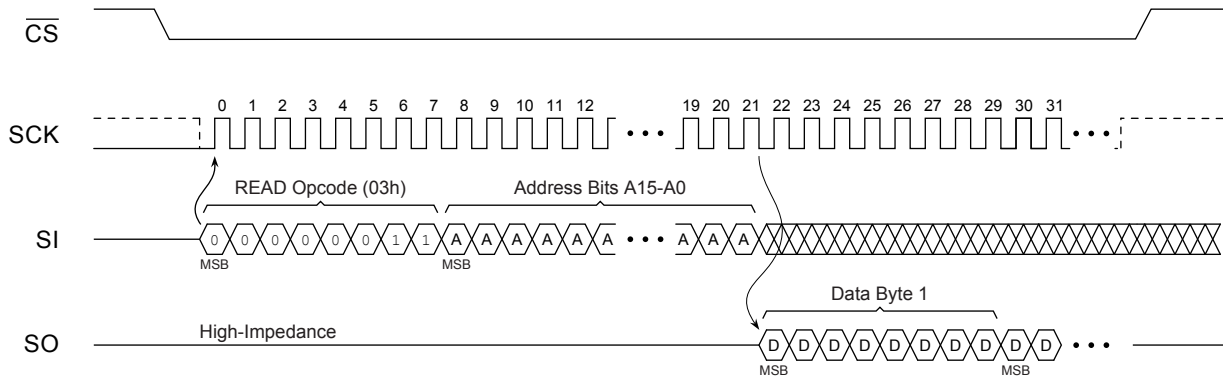 CS
0 1 2 3 4 5 6 7 8 9 10 11 12 19 20 21 22 23 24 25 26 27 28 29 30 31
SCK
READ Opcode (03h) Address Bits A15-A0
SI 0 0 0 0 0 0 1 1 A A A A A A A A A
MSB MSB
Data Byte 1
High-Impedance
SO D D D D D D D D D D
MSB MSB